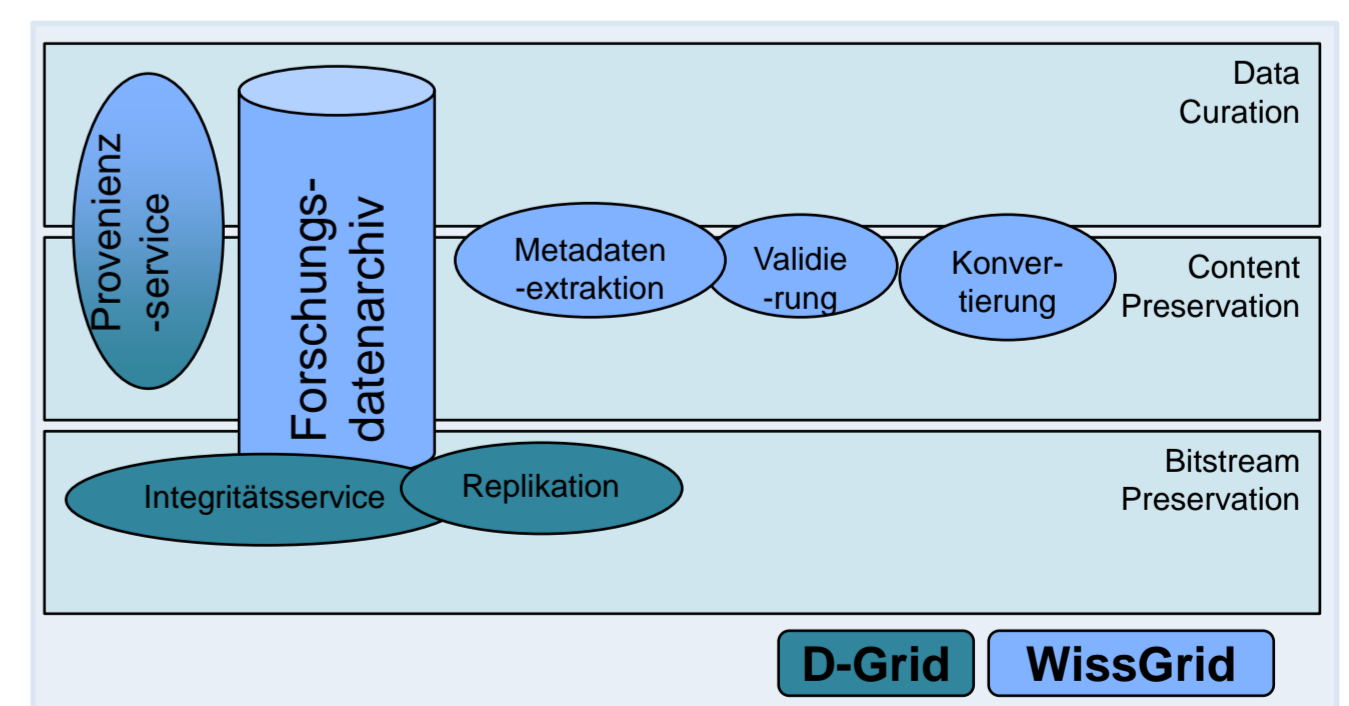 Data
Curation
Provenienz
-service
Forschungs-
datenarchiv
Metadaten
-extraktion
Validie
-rung
Konver-
tierung
Content
Preservation
Bitstream
Preservation
Integritätsservice
Replikation
D-Grid
WissGrid